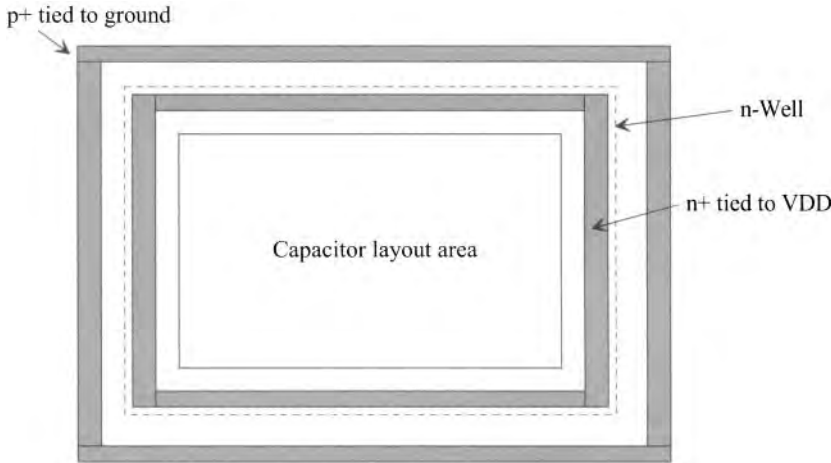 p+ tied to ground
n-Well
n+ tied to VDD
Capacitor layout area